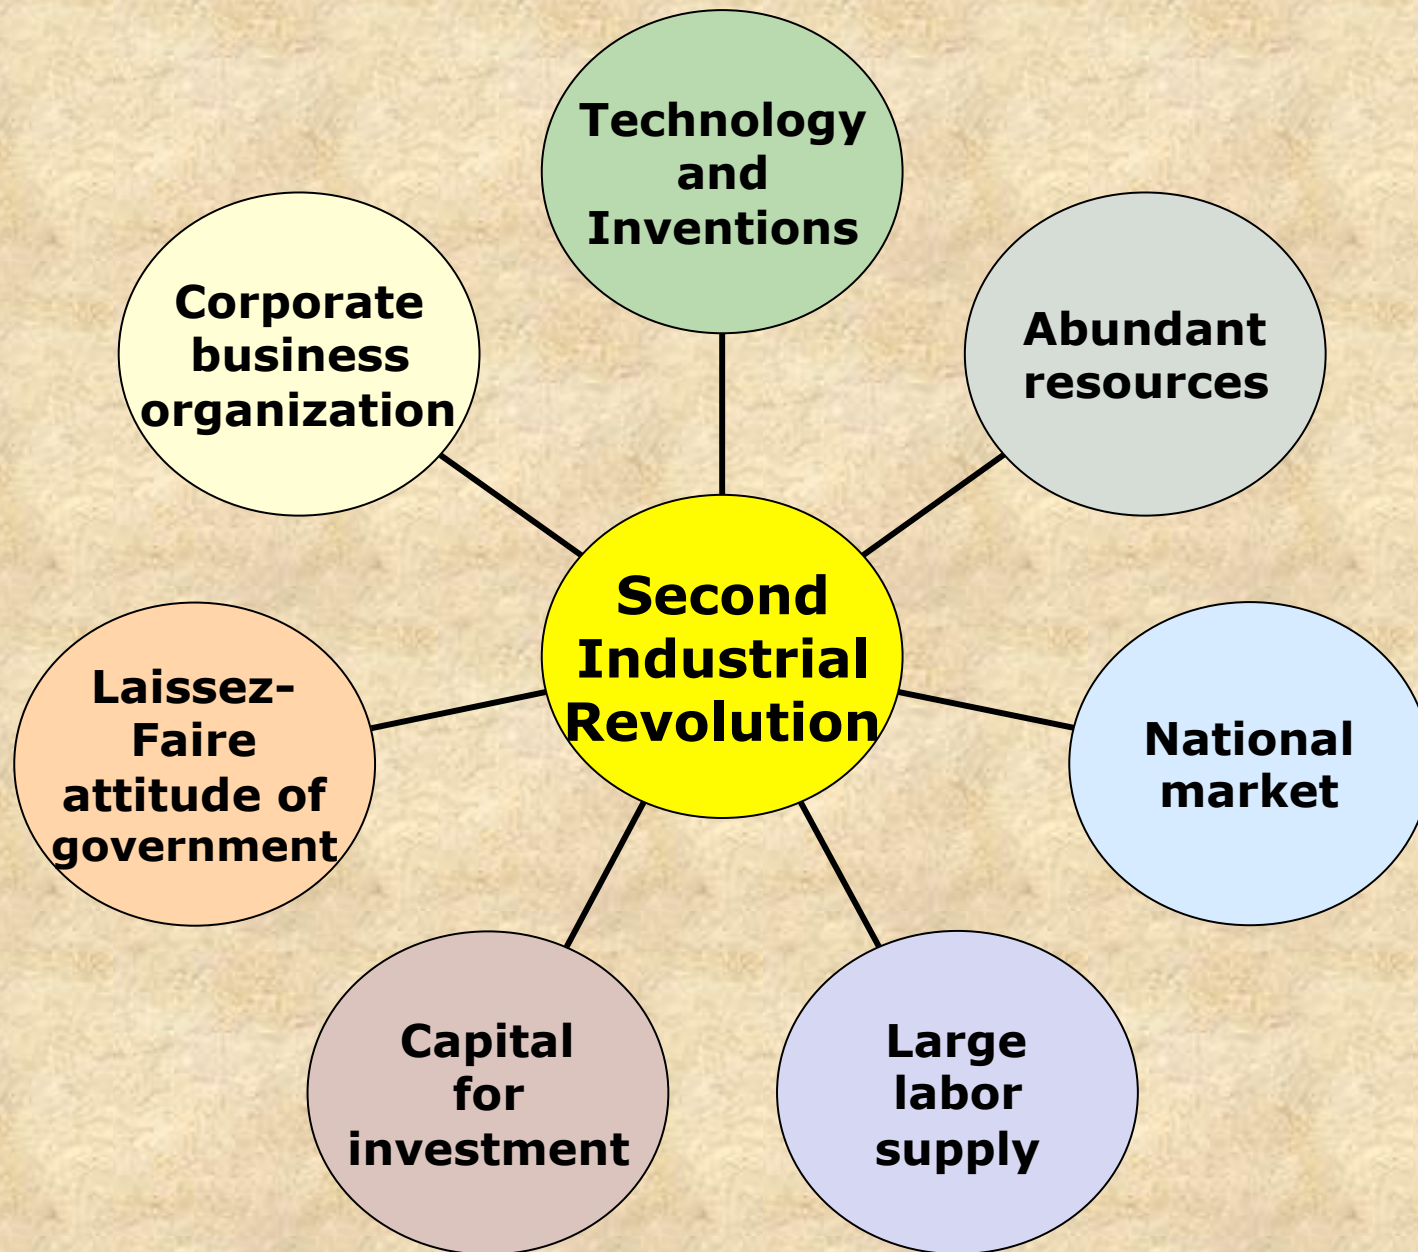 Technology
and
Inventions
Corporate
business
organization
Abundant
resources
Second
Industrial
Revolution
Laissez-
Faire
attitude of
government
National
market
Capital
for
investment
Large
labor
supply